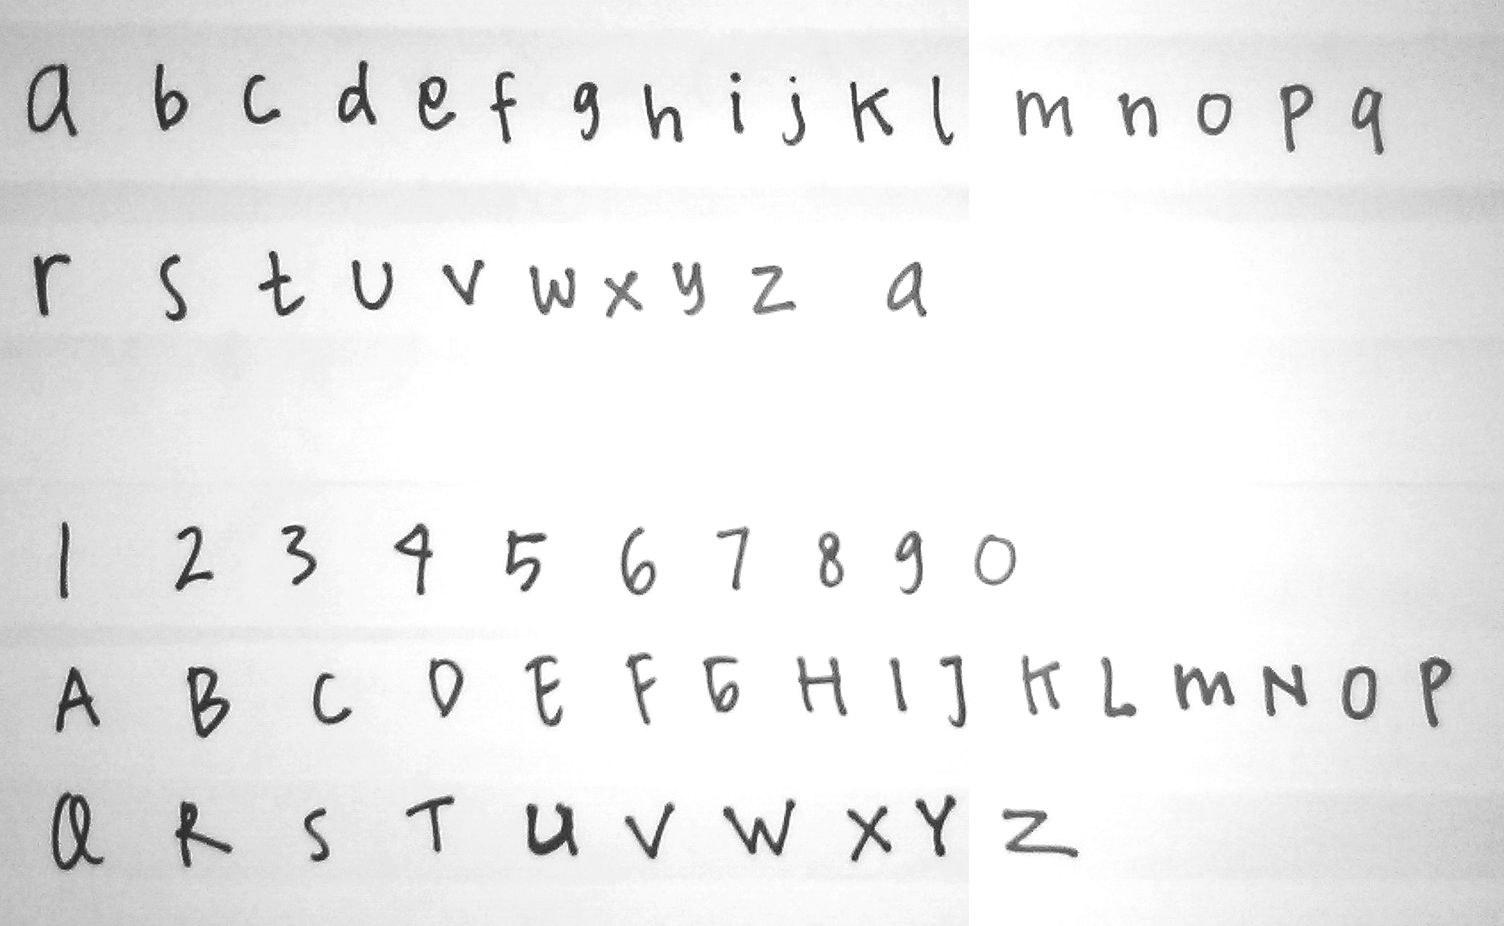 a b c d e f g h i j k l m n o p q
r s t u v w x y z a
1 2 3 4 5 6 7 8 9 0
A B C D E F G H I J K L M N O P
Q R S T U V W X Y Z